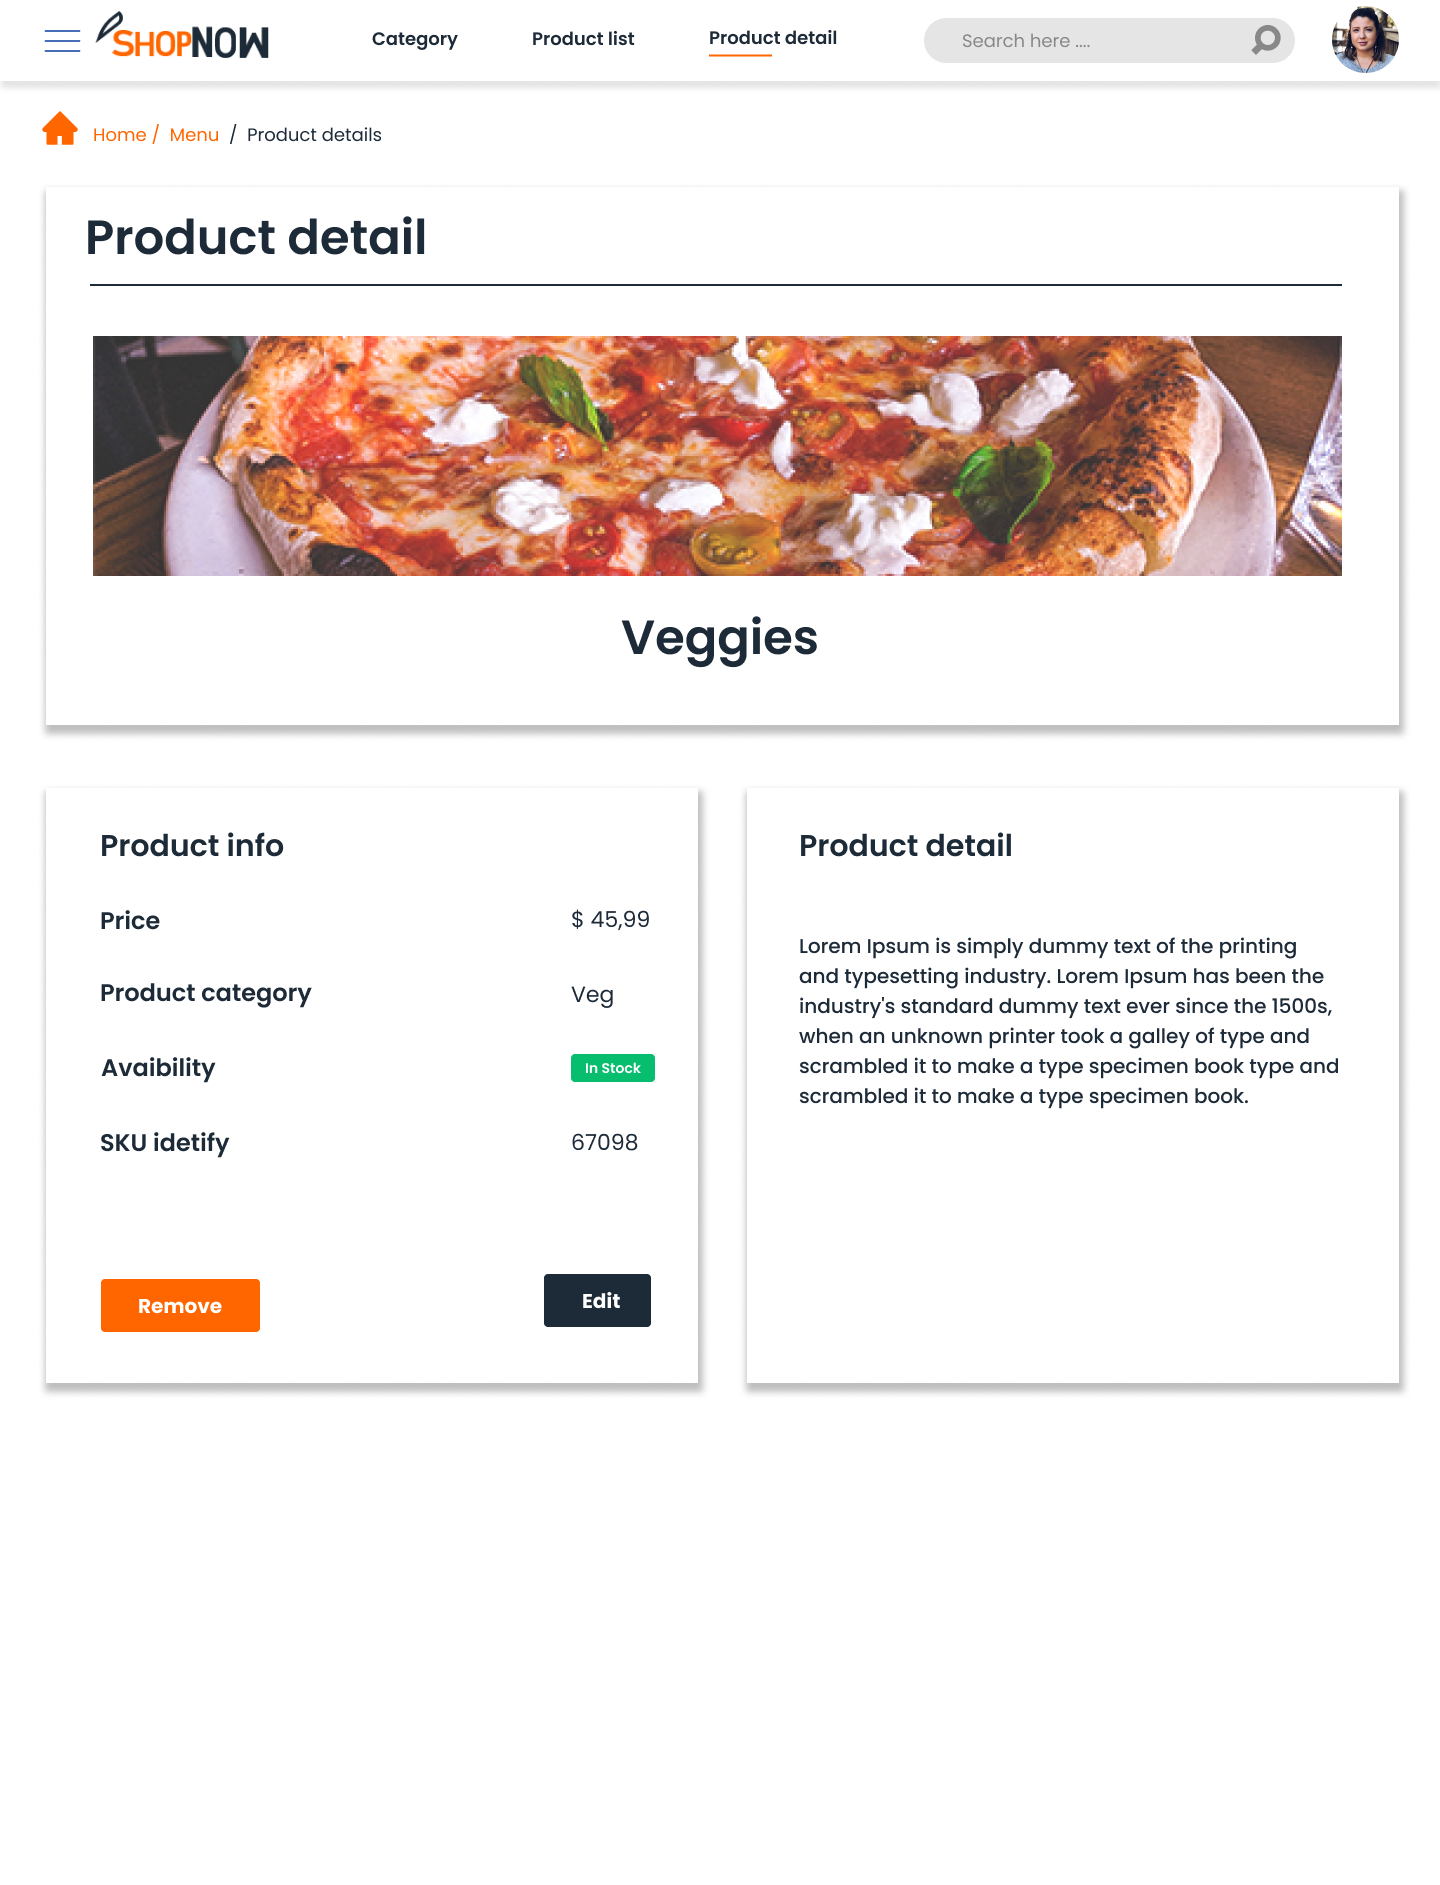 SHOPNOW
Category
Product list
Product detail
Search here ....
Home / Menu / Product details
Product detail
Veggies
Product info
Price
$ 45,99
Product category
Veg
Avaibility
In Stock
SKU idetify
67098
Remove
Edit
Product detail
Lorem Ipsum is simply dummy text of the printing
and typesetting industry. Lorem Ipsum has been the
industry's standard dummy text ever since the 1500s,
when an unknown printer took a galley of type and
scrambled it to make a type specimen book type and
scrambled it to make a type specimen book.